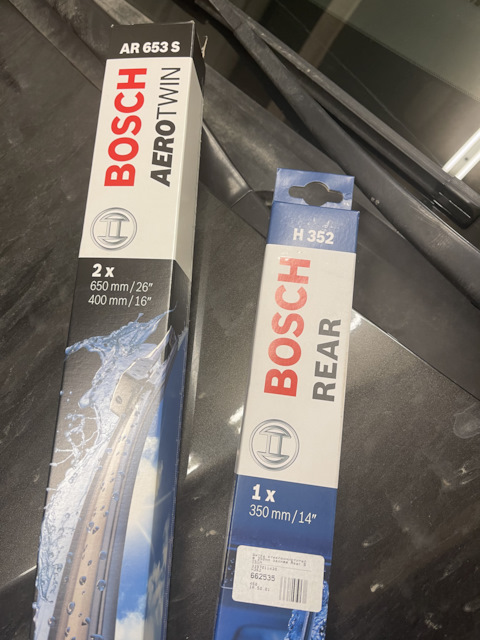 AR 653 S
BOSCH
AEROTWIN
2 x
650 mm/26"
400 mm/16"
H 352
BOSCH
REAR
1 x
350 mm/14"
662535